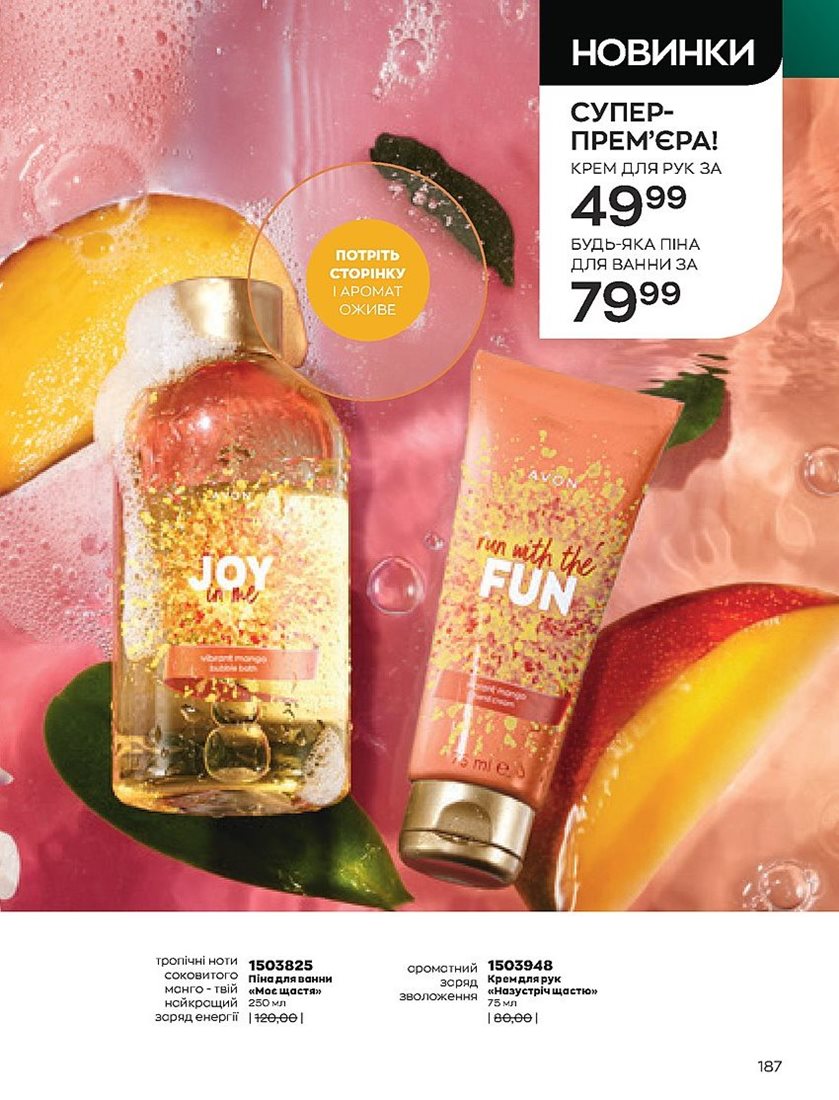 НОВИНКИ
СУПЕР-
ПРЕМ’ЄРА!
КРЕМ ДЛЯ РУК ЗА
49⁹⁹
БУДЬ-ЯКА ПІНА
ДЛЯ ВАННИ ЗА
79⁹⁹
ПОТРІТЬ
СТОРІНКУ
І АРОМАТ
ОЖИВЕ
AVON
JOY
in me
vibrant mango
bubble bath
AVON
run with the
FUN
vibrant mango
hand cream
75 ml e
тропічні ноти
соковитого
манго - твій
найкращий
заряд енергії
1503825
Піна для ванни
«Моє щастя»
250 мл
| 120,00 |
ароматний
заряд
зволоження
1503948
Крем для рук
«Назустріч щастю»
75 мл
| 80,00 |
187